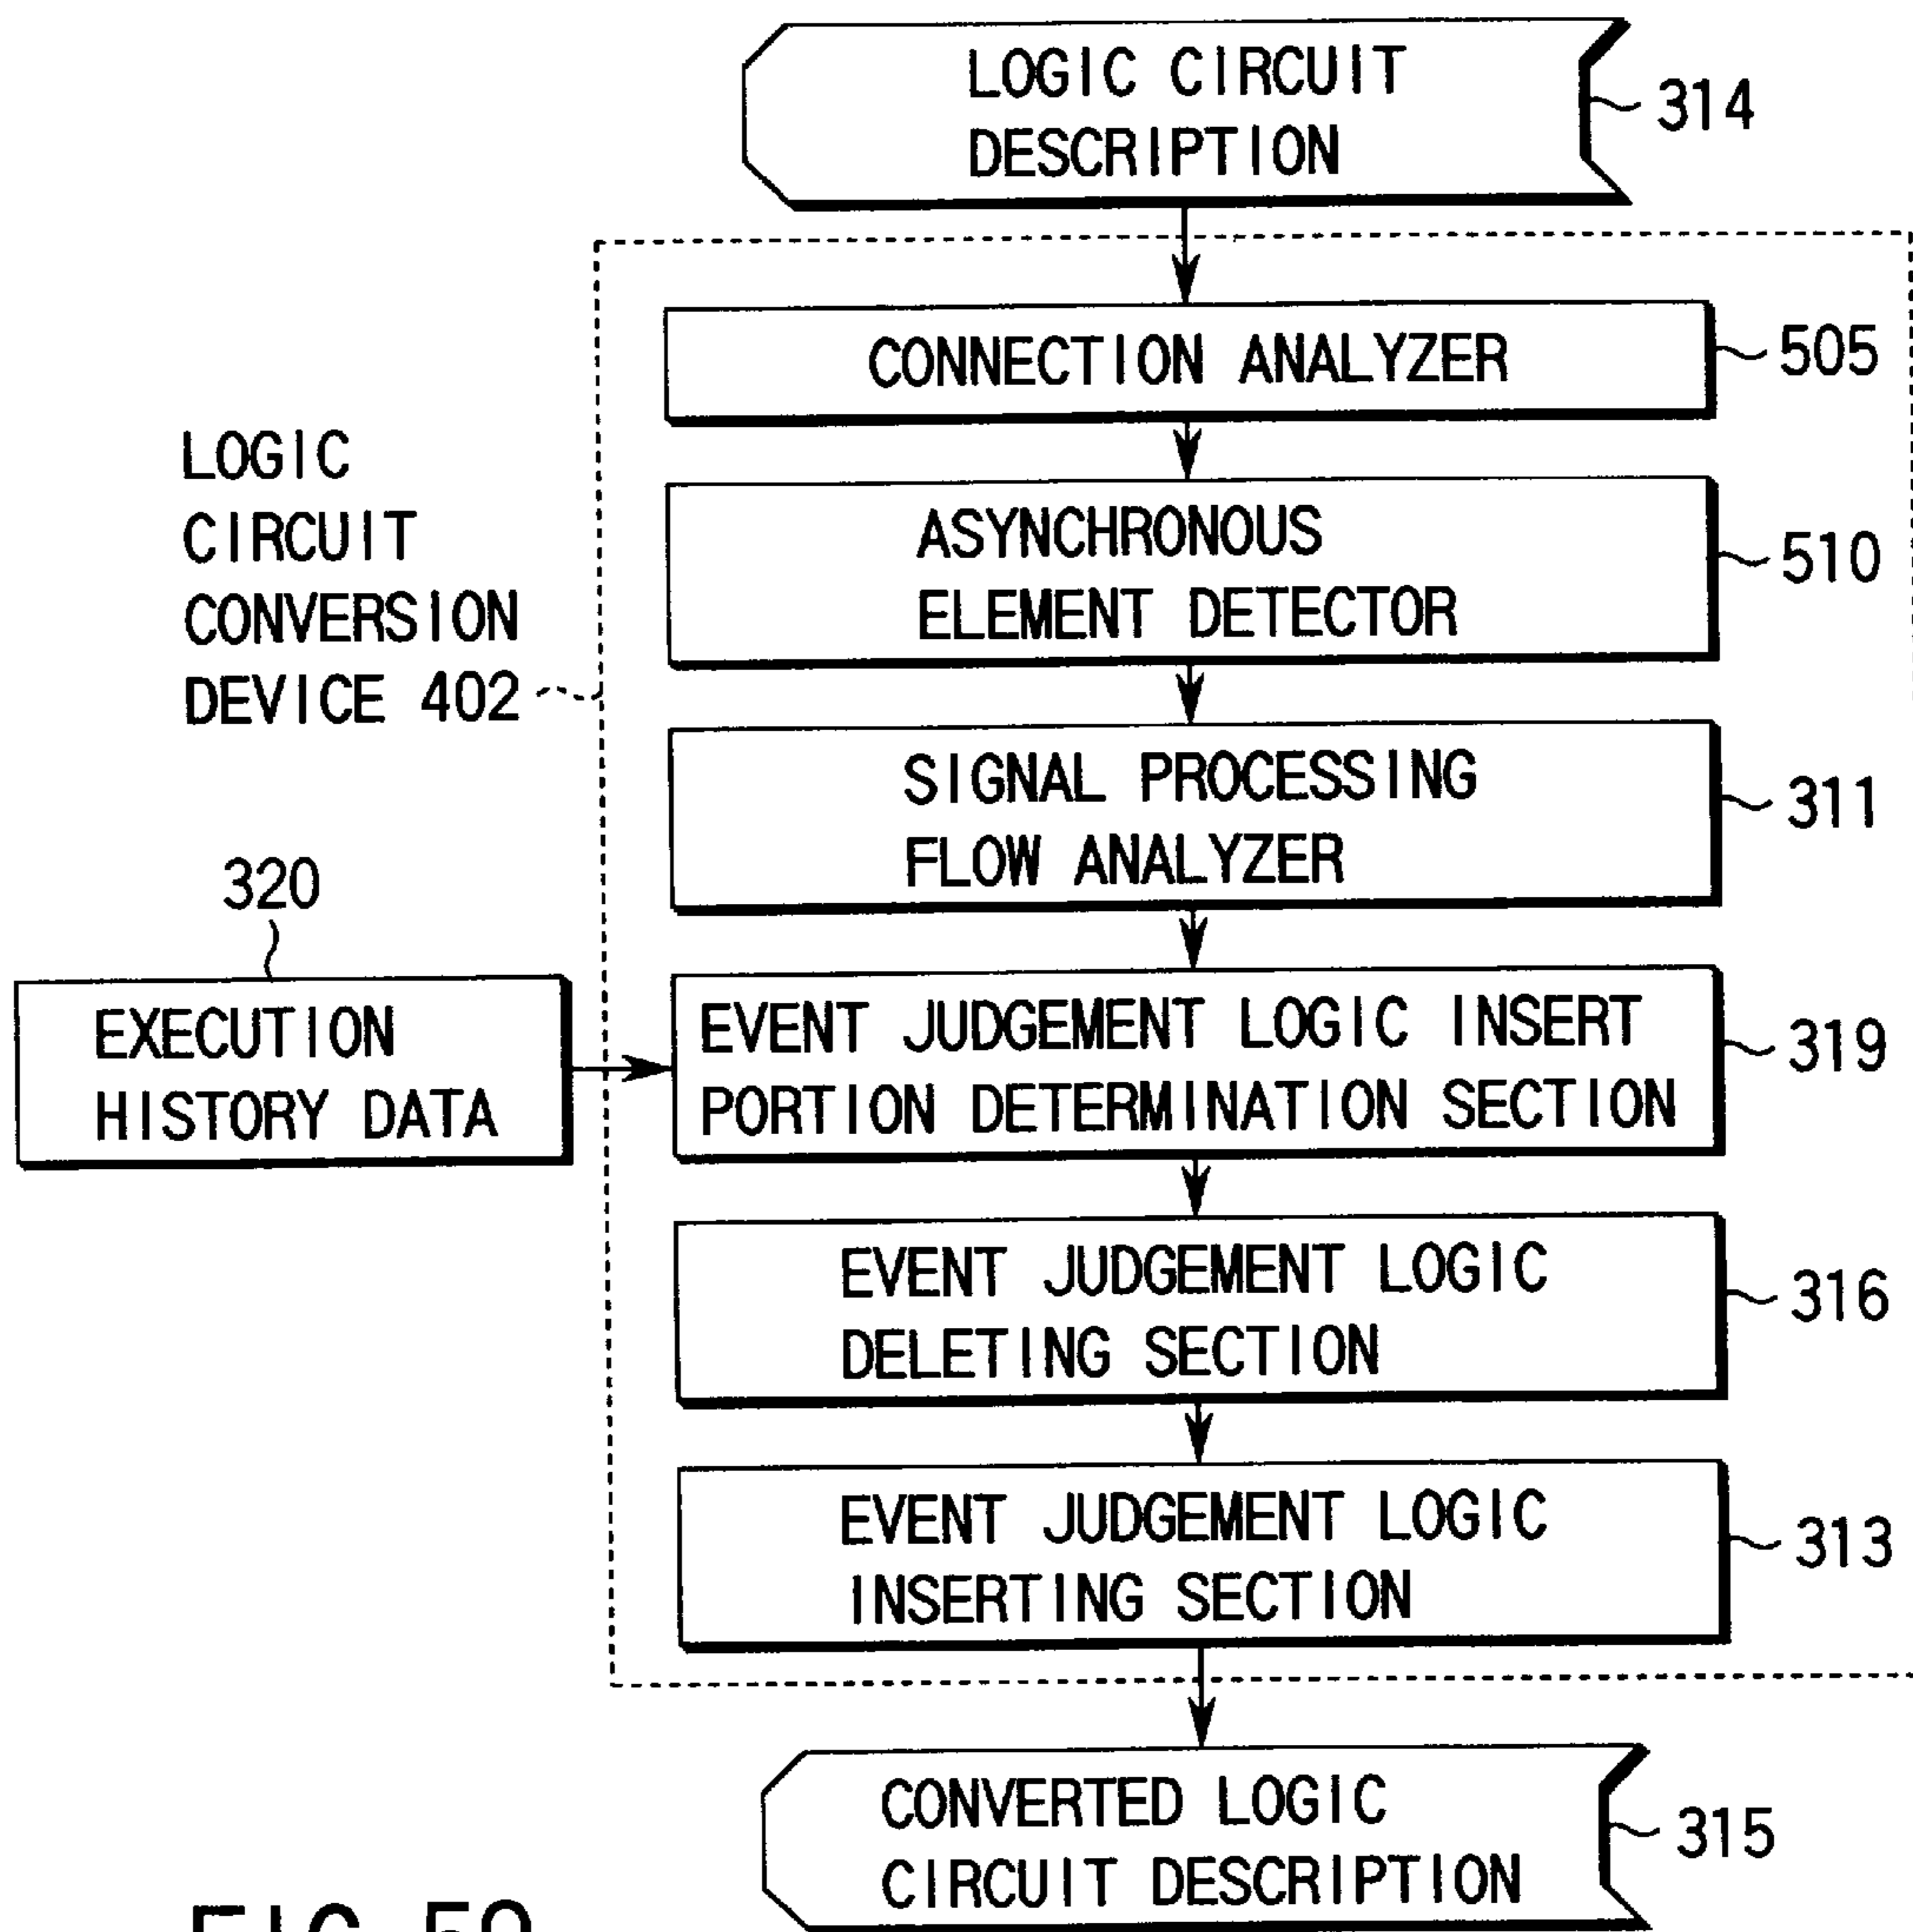 LOGIC CIRCUIT
DESCRIPTION
314
CONNECTION ANALYZER
505
LOGIC
CIRCUIT
CONVERSION
DEVICE 402
ASYNCHRONOUS
ELEMENT DETECTOR
510
SIGNAL PROCESSING
FLOW ANALYZER
311
320
EXECUTION
HISTORY DATA
EVENT JUDGEMENT LOGIC INSERT
PORTION DETERMINATION SECTION
319
EVENT JUDGEMENT LOGIC
DELETING SECTION
316
EVENT JUDGEMENT LOGIC
INSERTING SECTION
313
CONVERTED LOGIC
CIRCUIT DESCRIPTION
315